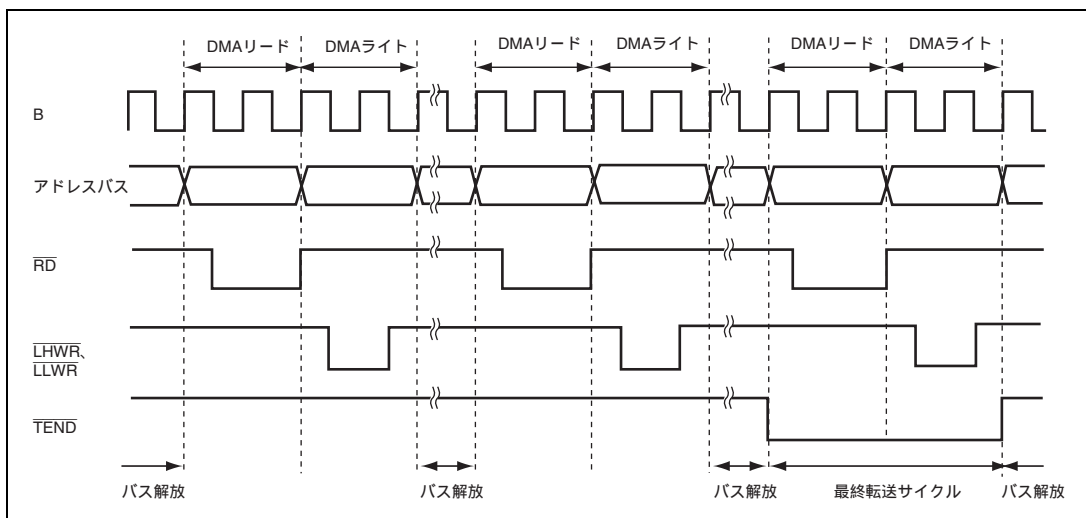 DMAリード DMAライト DMAリード DMAライト DMAリード DMAライト
B
アドレスバス
RD
LHWR、
LLWR
TEND
バス解放 バス解放 バス解放 最終転送サイクル バス解放